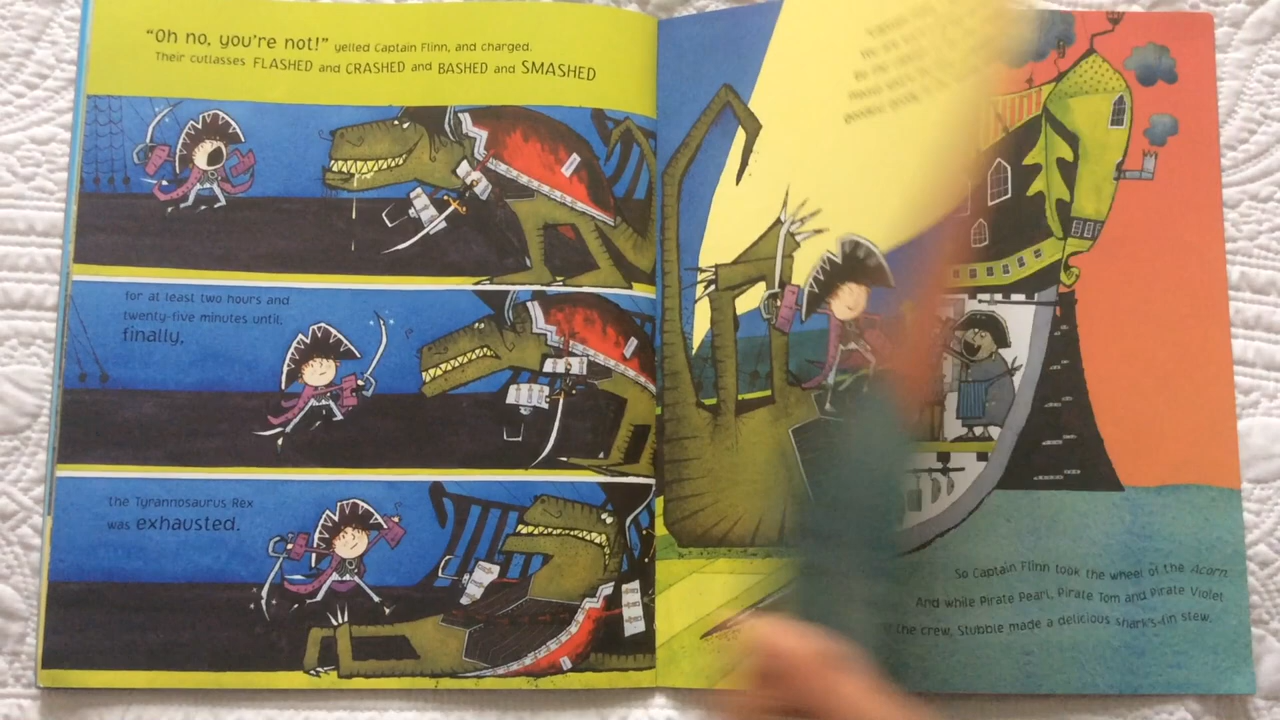 "Oh no, you're not!" yelled Captain Flinn, and charged.
Their cutlasses FLASHED and CRASHED and BASHED and SMASHED
for at least two hours and
twenty-five minutes until,
finally,
the Tyrannosaurus Rex
was exhausted.
So Captain Flinn took the wheel of the Acorn.
And while Pirate Pearl, Pirate Tom and Pirate Violet
the crew, Stubble made a delicious shark's-fin stew.